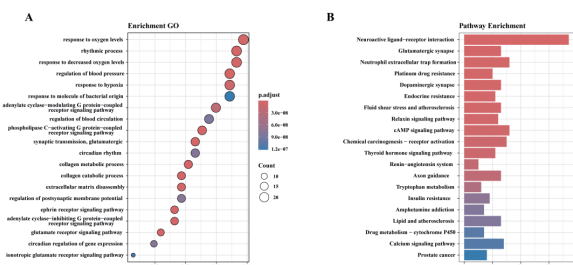 A
Enrichment GO
response to oxygen levels
rhythmic process
response to decreased oxygen levels
regulation of blood pressure
response to hypoxia
response to molecule of bacterial origin
adenylate cyclase−modulating G protein−coupled
receptor signaling pathway
regulation of blood circulation
phospholipase C−activating G protein−coupled
receptor signaling pathway
synaptic transmission, glutamatergic
circadian rhythm
collagen metabolic process
collagen catabolic process
extracellular matrix disassembly
regulation of postsynaptic membrane potential
ephrin receptor signaling pathway
adenylate cyclase−inhibiting G protein−coupled
receptor signaling pathway
glutamate receptor signaling pathway
circadian regulation of gene expression
ionotropic glutamate receptor signaling pathway
p.adjust
3.0e−08
6.0e−08
9.0e−08
1.2e−07
Count
10
15
20
B
Pathway Enrichment
Neuroactive ligand−receptor interaction
Glutamatergic synapse
Neutrophil extracellular trap formation
Platinum drug resistance
Dopaminergic synapse
Endocrine resistance
Fluid shear stress and atherosclerosis
Relaxin signaling pathway
cAMP signaling pathway
Chemical carcinogenesis − receptor activation
Thyroid hormone signaling pathway
Renin−angiotensin system
Axon guidance
Tryptophan metabolism
Insulin resistance
Amphetamine addiction
Lipid and atherosclerosis
Drug metabolism − cytochrome P450
Calcium signaling pathway
Prostate cancer